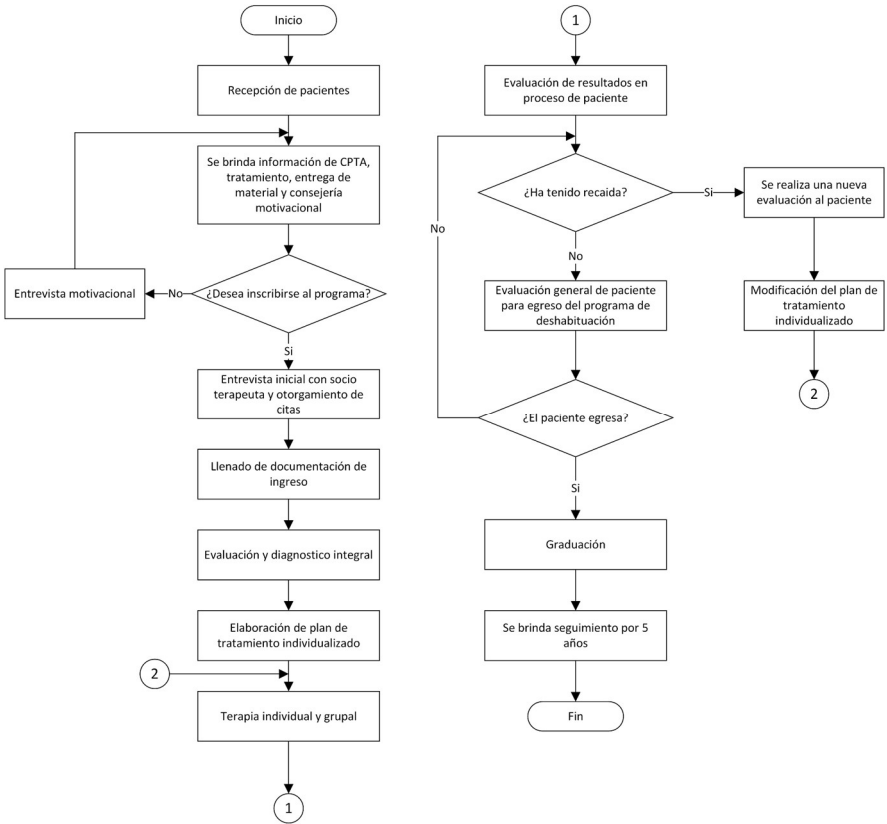 Inicio
Recepción de pacientes
Se brinda información de CPTA,
tratamiento, entrega de
material y consejería
motivacional
Entrevista motivacional
No
¿Desea inscribirse al programa?
Si
Entrevista inicial con socio
terapeuta y otorgamiento de
citas
Llenado de documentación de
ingreso
Evaluación y diagnostico integral
Elaboración de plan de
tratamiento individualizado
2
Terapia individual y grupal
1
1
Evaluación de resultados en
proceso de paciente
¿Ha tenido recaida?
Si
Se realiza una nueva
evaluación al paciente
No
No
Evaluación general de paciente
para egreso del programa de
deshabituación
Modificación del plan de
tratamiento individualizado
2
¿El paciente egresa?
Si
Graduación
Se brinda seguimiento por 5
años
Fin